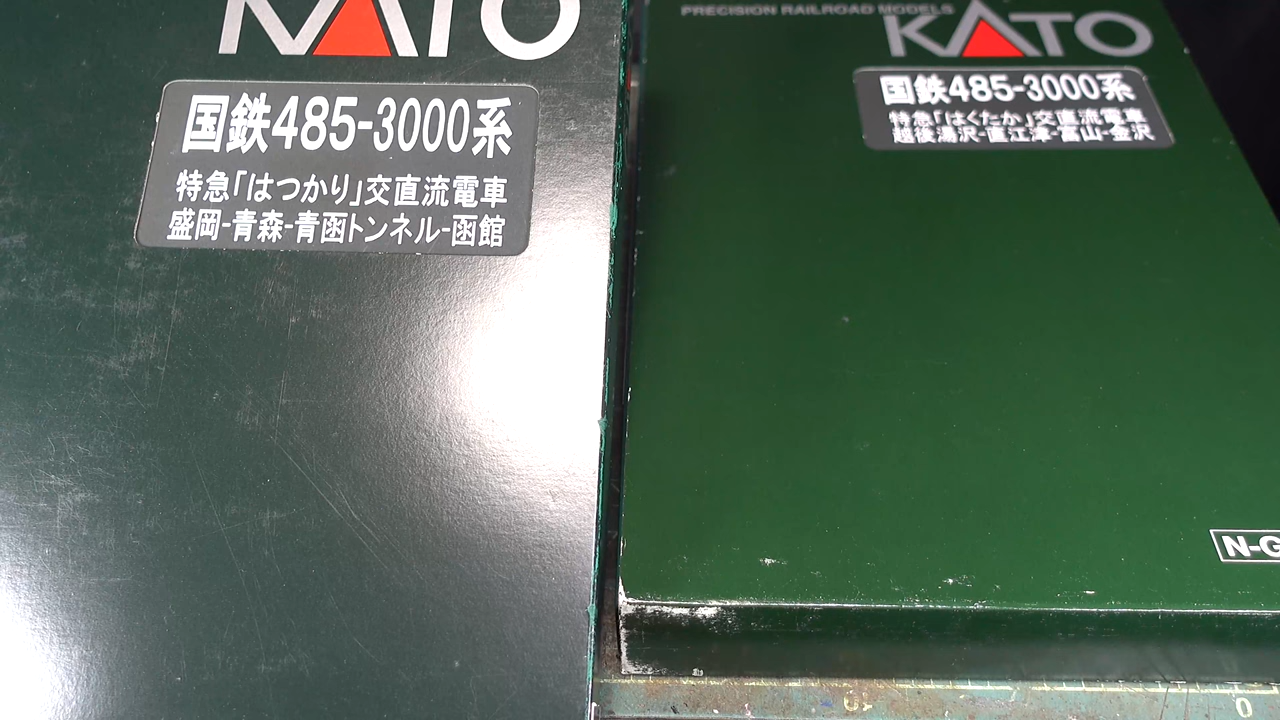 KATO
国鉄485-3000系
特急「はつかり」交直流電車
盛岡-青森-青函トンネル-函館
PRECISION RAILROAD MODELS
KATO
国鉄485-3000系
特急「はくたか」交直流電車
越後湯沢-直江津-富山-金沢
N-G
0